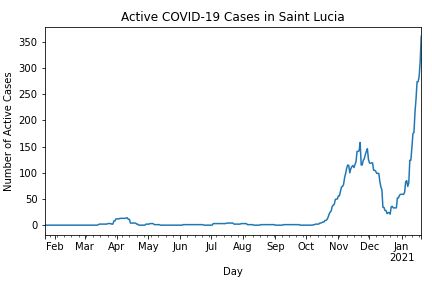 Active COVID-19 Cases in Saint Lucia
350
300
250
200
150
100
50
0
Number of Active Cases
Feb Mar Apr May Jun Jul Aug Sep Oct Nov Dec Jan
2021
Day